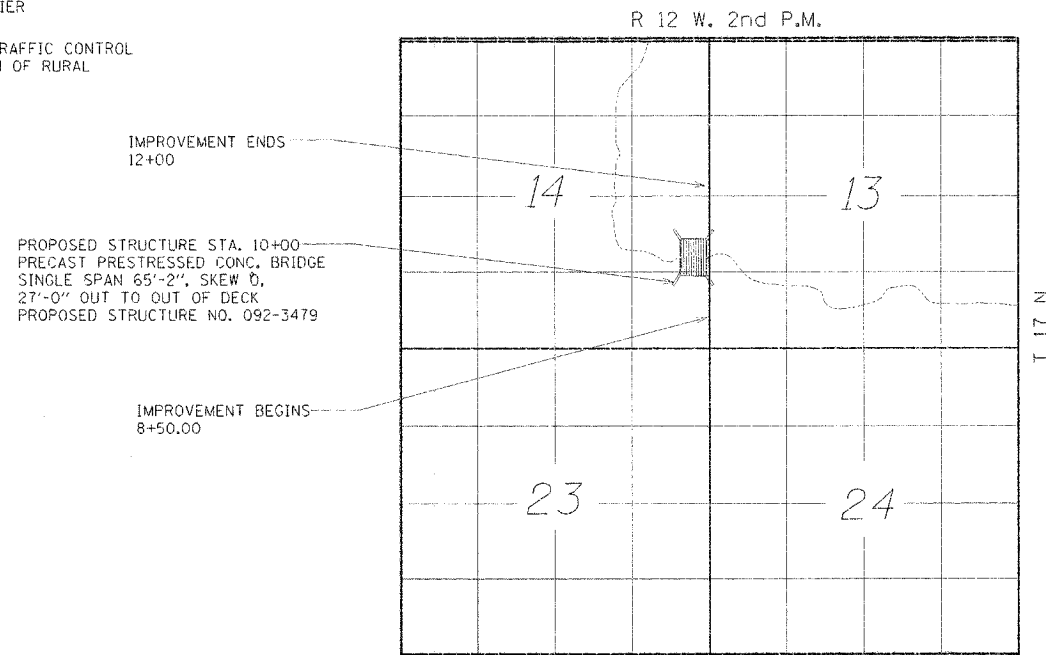 IER
RAFFIC CONTROL
OF RURAL
R 12 W. 2nd P.M.
IMPROVEMENT ENDS
12+00
14
13
PROPOSED STRUCTURE STA. 10+00
PRECAST PRESTRESSED CONC. BRIDGE
SINGLE SPAN 65'-2", SKEW 0,
27'-0" OUT TO OUT OF DECK
PROPOSED STRUCTURE NO. 092-3479
T 17 N
IMPROVEMENT BEGINS
8+50.00
23
24